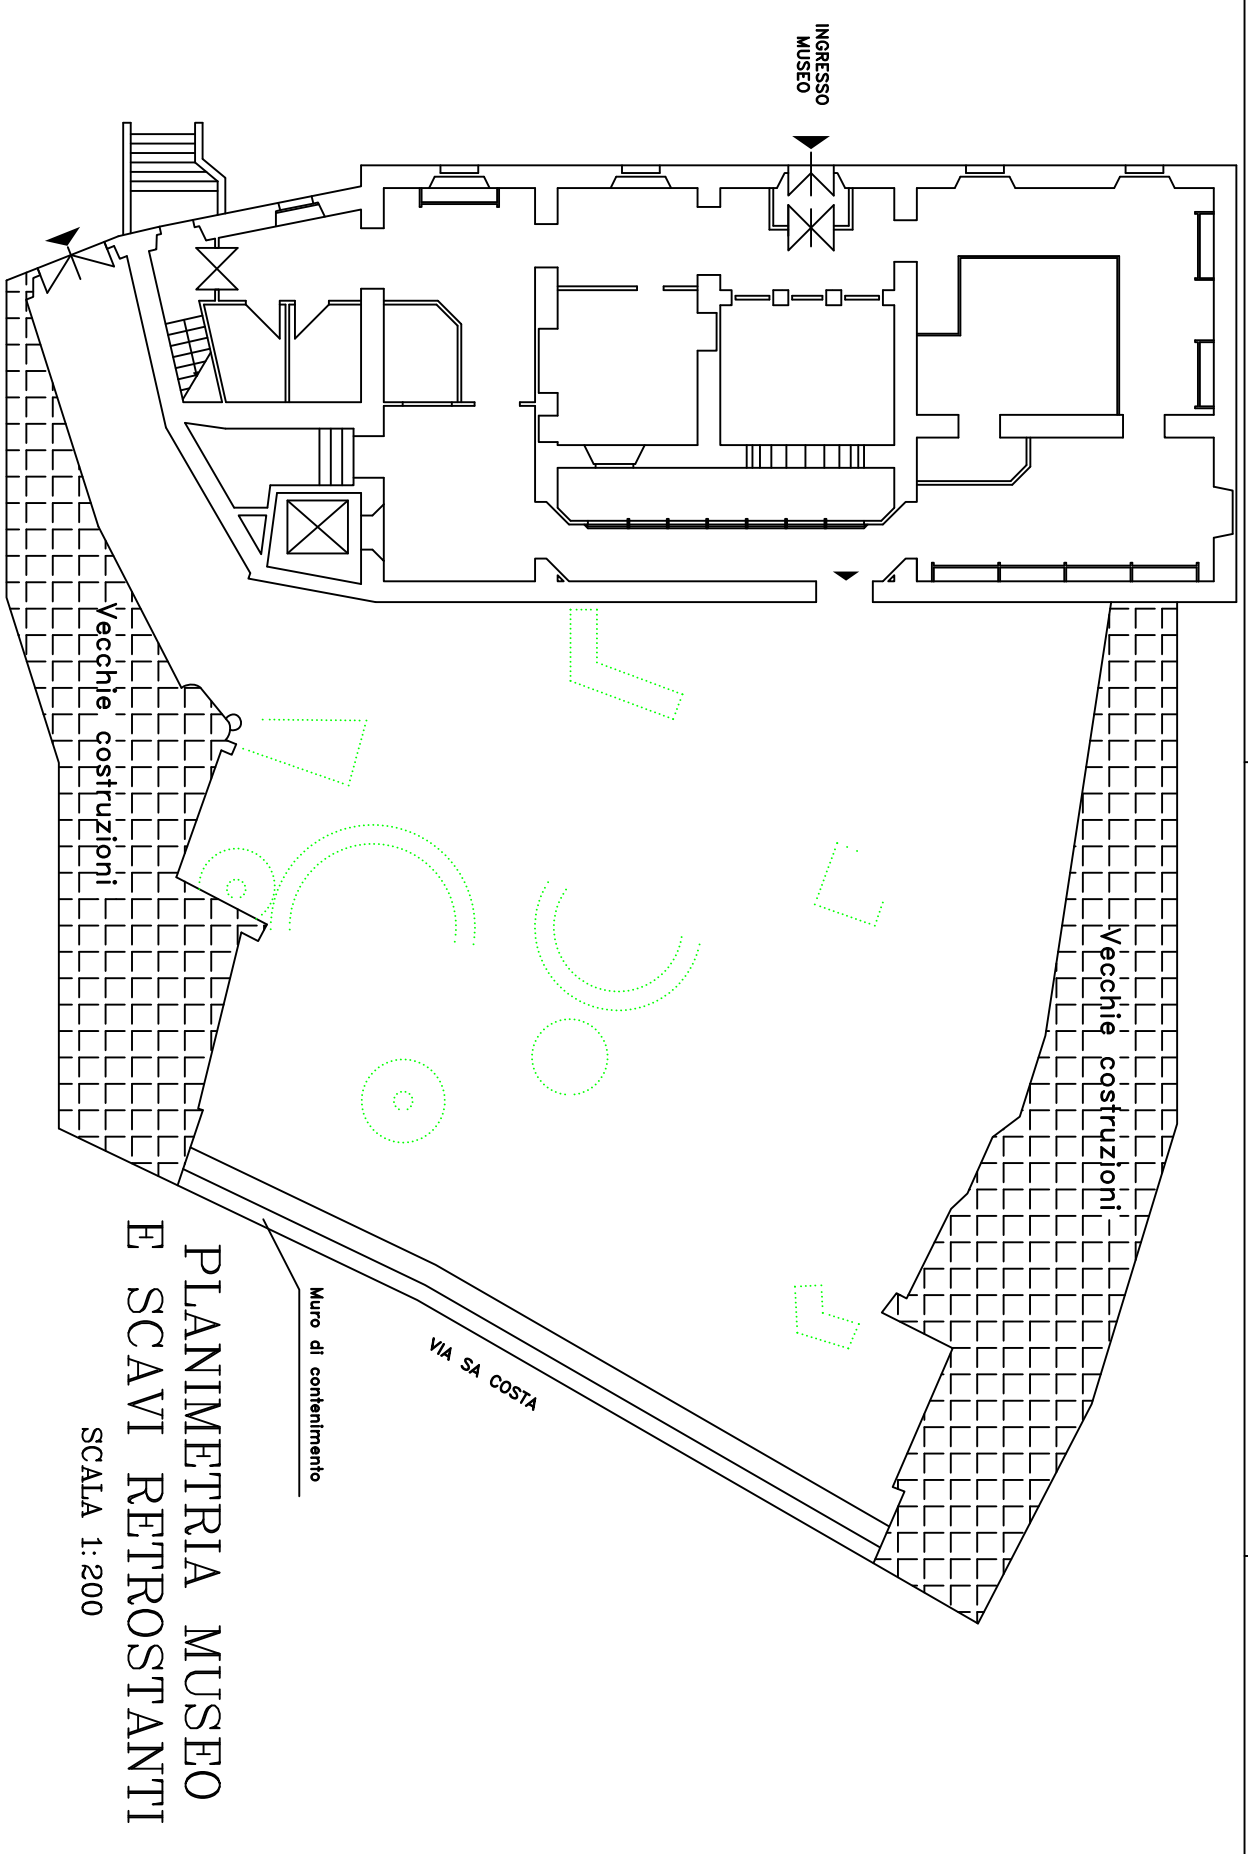 INGRESSO
MUSEO
Vecchie costruzioni
Vecchie costruzioni
VIA SA COSTA
Muro di contenimento
PLANIMETRIA MUSEO
E SCAVI RETROSTANTI
SCALA 1:200